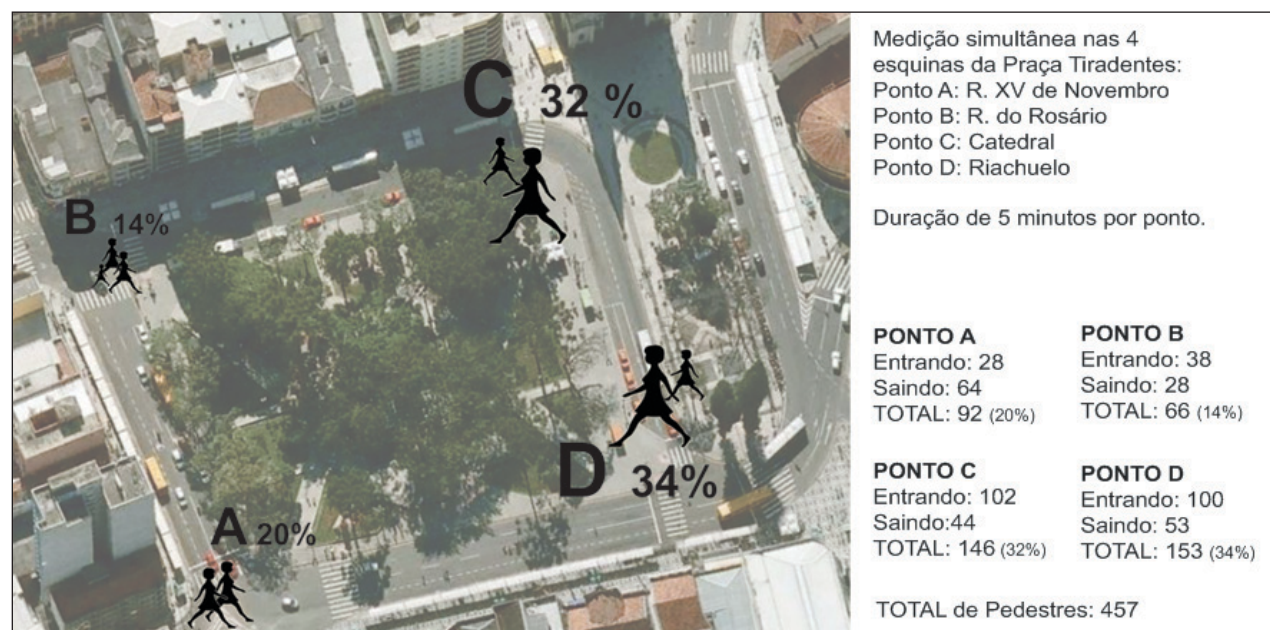 C 32 %
B 14%
D 34%
A 20%
Medição simultânea nas 4
esquinas da Praça Tiradentes:
Ponto A: R. XV de Novembro
Ponto B: R. do Rosário
Ponto C: Catedral
Ponto D: Riachuelo
Duração de 5 minutos por ponto.
PONTO A
Entrando: 28
Saindo: 64
TOTAL: 92 (20%)
PONTO B
Entrando: 38
Saindo: 28
TOTAL: 66 (14%)
PONTO C
Entrando: 102
Saindo:44
TOTAL: 146 (32%)
PONTO D
Entrando: 100
Saindo: 53
TOTAL: 153 (34%)
TOTAL de Pedestres: 457